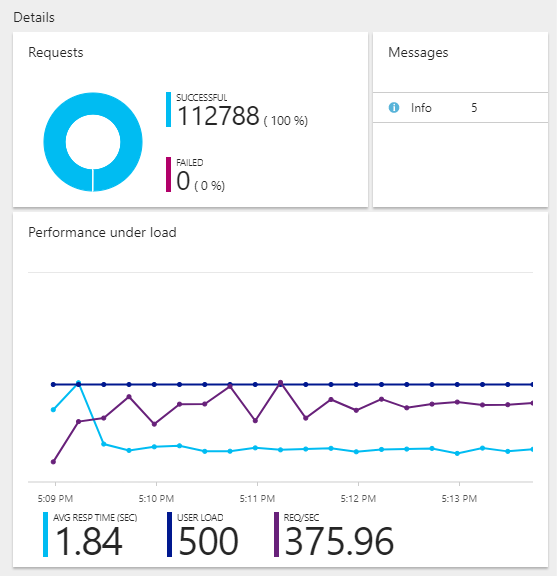 Details
Requests
SUCCESSFUL
112788 ( 100 %)
FAILED
0 ( 0 %)
Messages
Info 5
Performance under load
5:09 PM 5:10 PM 5:11 PM 5:12 PM 5:13 PM
AVG RESP TIME (SEC) USER LOAD REQ/SEC
1.84 500 375.96